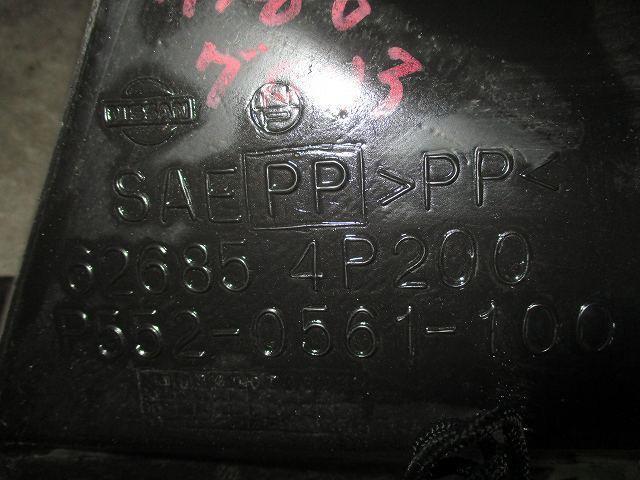 NISSAN
SAE PP >PP<
62685 4P200
P552-0561-100